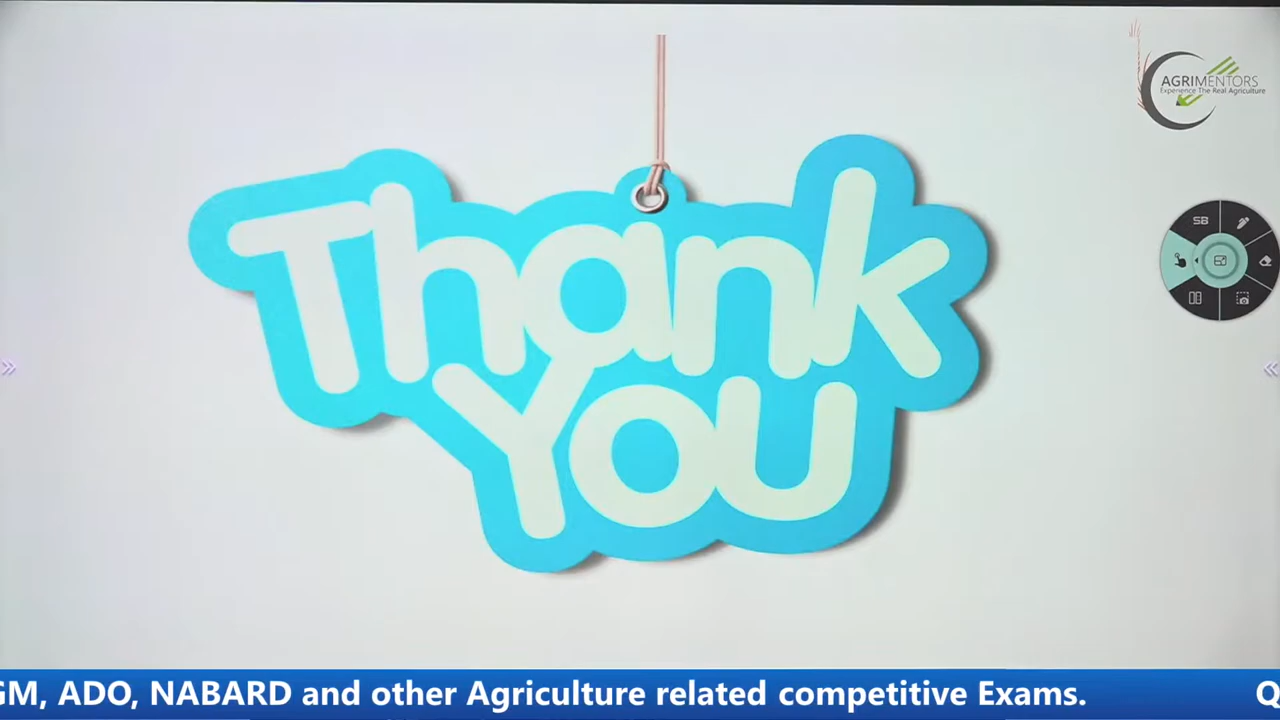 AGRIMENTORS
Experience The Real Agriculture
Thank
You
SB
GM, ADO, NABARD and other Agriculture related competitive Exams.
Q